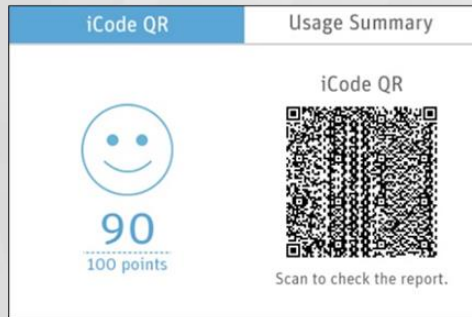 iCode QR
Usage Summary
90
100 points
iCode QR
Scan to check the report.